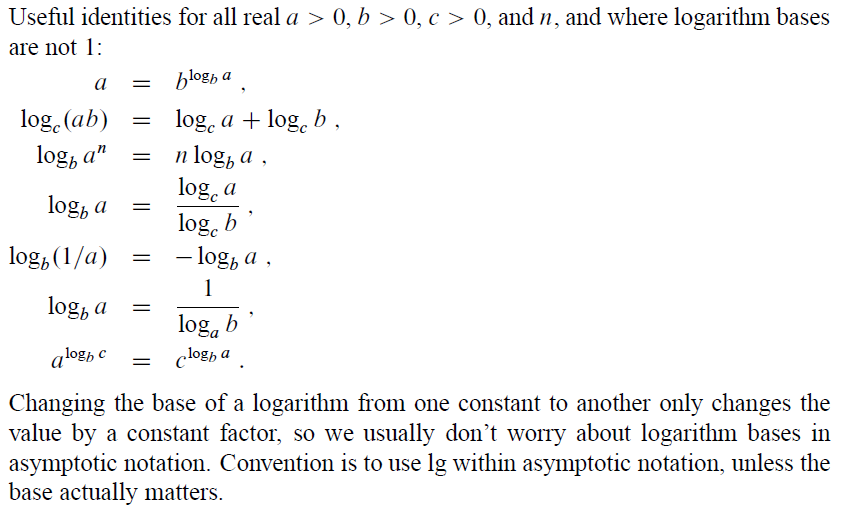 Useful identities for all real a > 0, b > 0, c > 0, and n, and where logarithm bases
are not 1:
a = b^{log_b a} ,
log_c(ab) = log_c a + log_c b ,
log_b a^n = n log_b a ,
log_b a = \frac{log_c a}{log_c b} ,
log_b(1/a) = − log_b a ,
log_b a = \frac{1}{log_a b} ,
a^{log_b c} = c^{log_b a} .
Changing the base of a logarithm from one constant to another only changes the
value by a constant factor, so we usually don’t worry about logarithm bases in
asymptotic notation. Convention is to use lg within asymptotic notation, unless the
base actually matters.